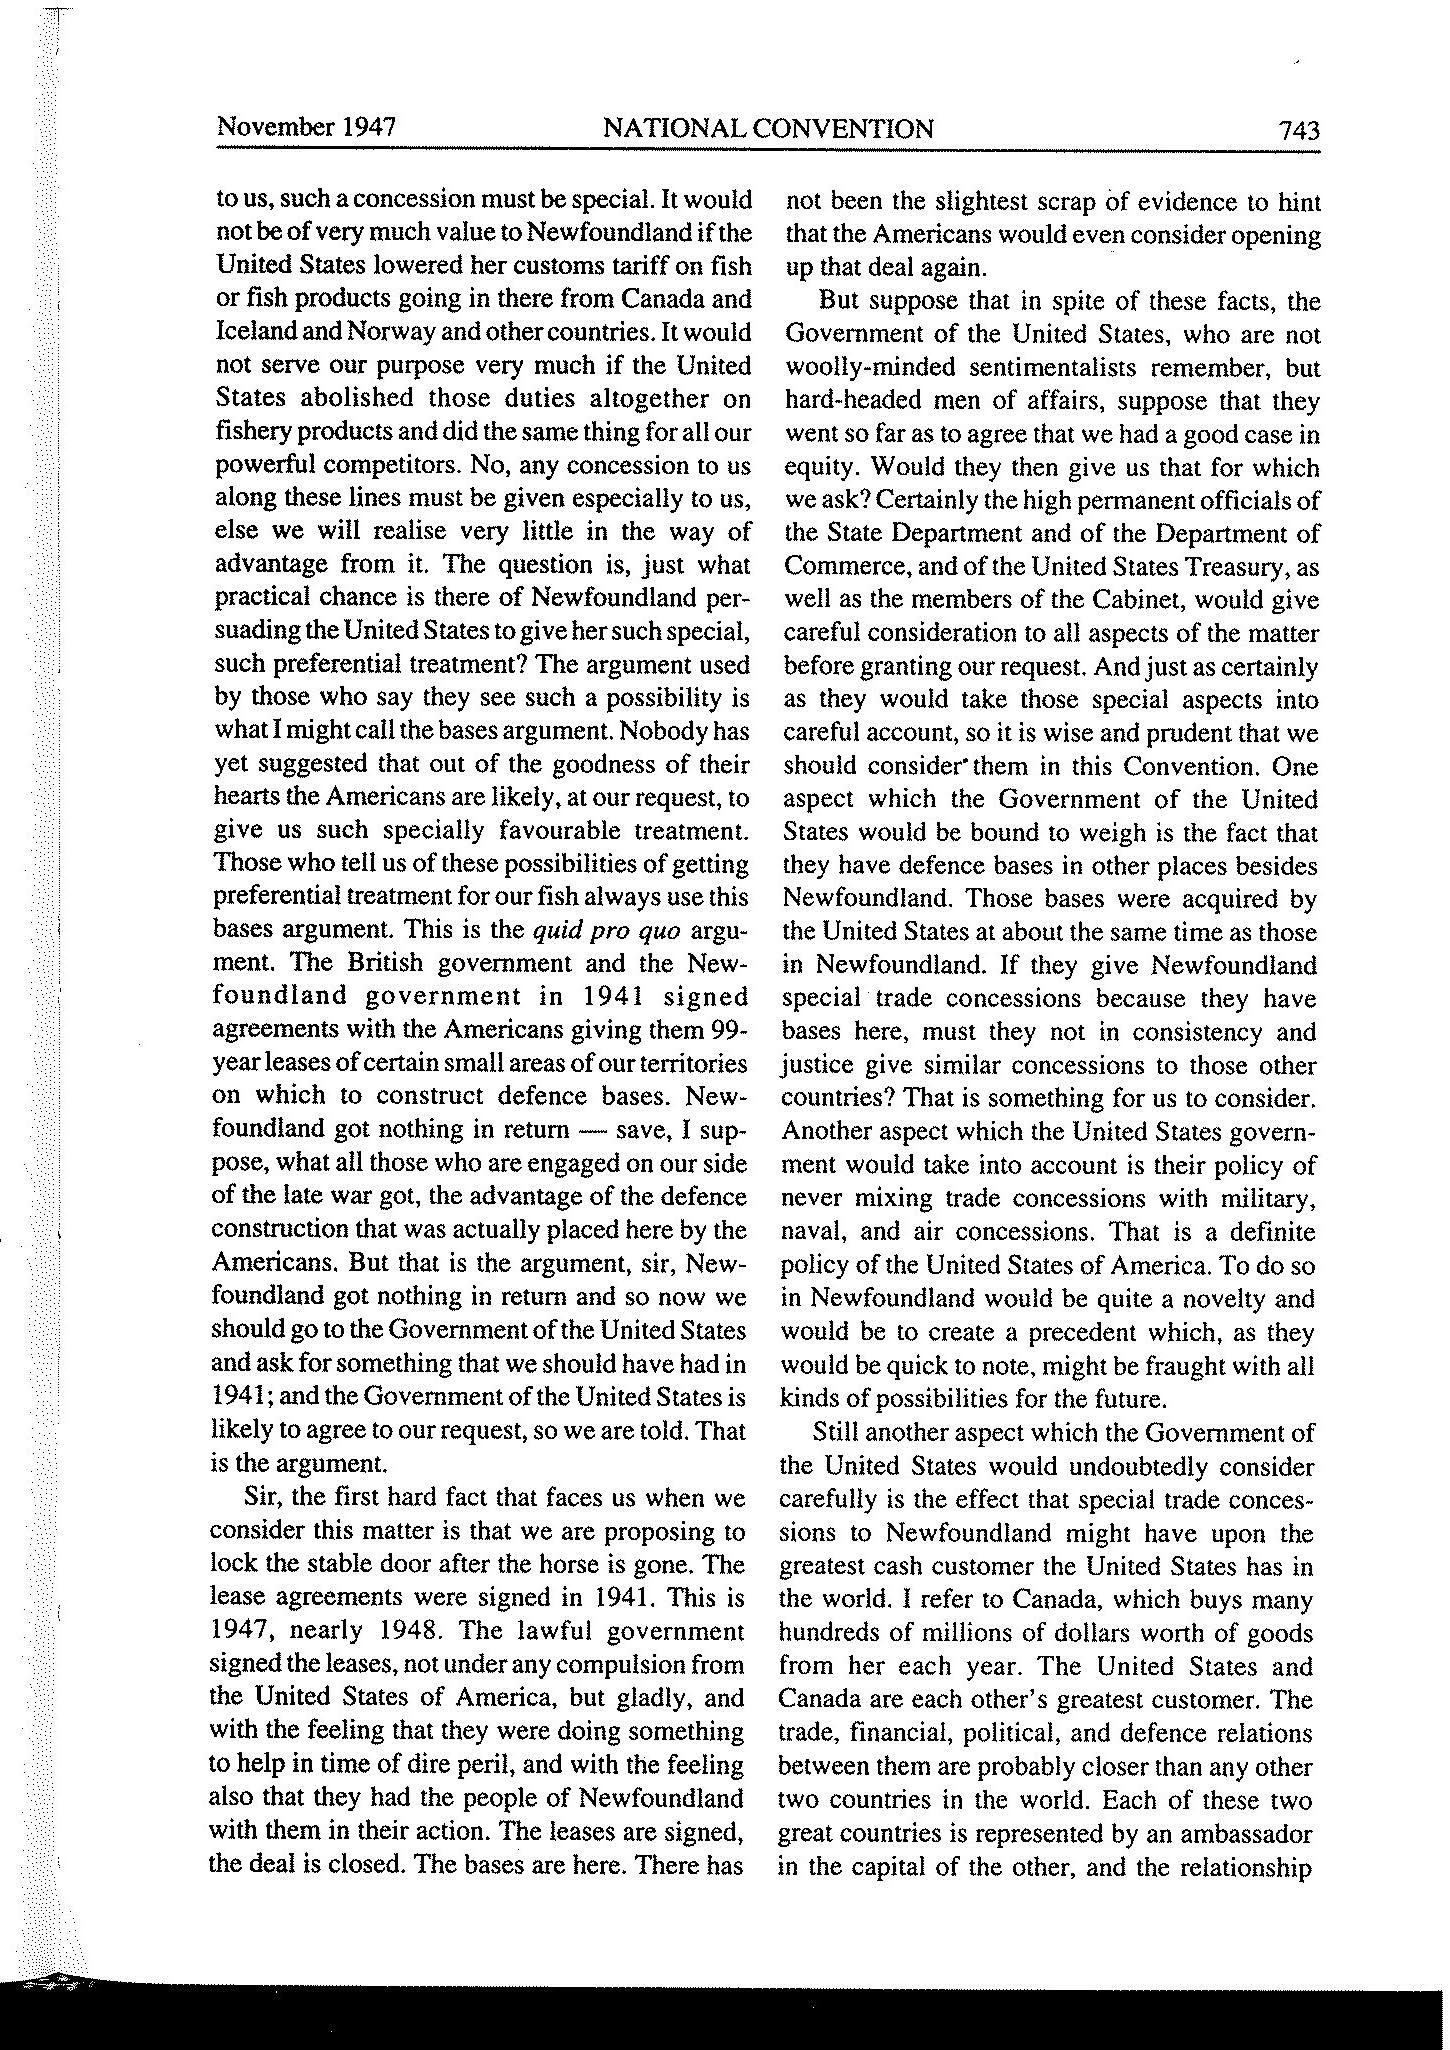 November 1947
NATIONAL CONVENTION
743
to us, such a concession must be special. It would
not be of very much value to Newfoundland if the
United States lowered her customs tariff on fish
or fish products going in there from Canada and
Iceland and Norway and other countries. It would
not serve our purpose very much if the United
States abolished those duties altogether on
fishery products and did the same thing for all our
powerful competitors. No, any concession to us
along these lines must be given especially to us,
else we will realise very little in the way of
advantage from it. The question is, just what
practical chance is there of Newfoundland per-
suading the United States to give her such special,
such preferential treatment? The argument used
by those who say they see such a possibility is
what I might call the bases argument. Nobody has
yet suggested that out of the goodness of their
hearts the Americans are likely, at our request, to
give us such specially favourable treatment.
Those who tell us of these possibilities of getting
preferential treatment for our fish always use this
bases argument. This is the quid pro quo argu-
ment. The British government and the New-
foundland government in 1941 signed
agreements with the Americans giving them 99-
year leases of certain small areas of our territories
on which to construct defence bases. New-
foundland got nothing in return — save, I sup-
pose, what all those who are engaged on our side
of the late war got, the advantage of the defence
construction that was actually placed here by the
Americans. But that is the argument, sir, New-
foundland got nothing in return and so now we
should go to the Government of the United States
and ask for something that we should have had in
1941; and the Government of the United States is
likely to agree to our request, so we are told. That
is the argument.
Sir, the first hard fact that faces us when we
consider this matter is that we are proposing to
lock the stable door after the horse is gone. The
lease agreements were signed in 1941. This is
1947, nearly 1948. The lawful government
signed the leases, not under any compulsion from
the United States of America, but gladly, and
with the feeling that they were doing something
to help in time of dire peril, and with the feeling
also that they had the people of Newfoundland
with them in their action. The leases are signed,
the deal is closed. The bases are here. There has
not been the slightest scrap of evidence to hint
that the Americans would even consider opening
up that deal again.
But suppose that in spite of these facts, the
Government of the United States, who are not
woolly-minded sentimentalists remember, but
hard-headed men of affairs, suppose that they
went so far as to agree that we had a good case in
equity. Would they then give us that for which
we ask? Certainly the high permanent officials of
the State Department and of the Department of
Commerce, and of the United States Treasury, as
well as the members of the Cabinet, would give
careful consideration to all aspects of the matter
before granting our request. And just as certainly
as they would take those special aspects into
careful account, so it is wise and prudent that we
should consider them in this Convention. One
aspect which the Government of the United
States would be bound to weigh is the fact that
they have defence bases in other places besides
Newfoundland. Those bases were acquired by
the United States at about the same time as those
in Newfoundland. If they give Newfoundland
special trade concessions because they have
bases here, must they not in consistency and
justice give similar concessions to those other
countries? That is something for us to consider.
Another aspect which the United States govern-
ment would take into account is their policy of
never mixing trade concessions with military,
naval, and air concessions. That is a definite
policy of the United States of America. To do so
in Newfoundland would be quite a novelty and
would be to create a precedent which, as they
would be quick to note, might be fraught with all
kinds of possibilities for the future.
Still another aspect which the Government of
the United States would undoubtedly consider
carefully is the effect that special trade conces-
sions to Newfoundland might have upon the
greatest cash customer the United States has in
the world. I refer to Canada, which buys many
hundreds of millions of dollars worth of goods
from her each year. The United States and
Canada are each other's greatest customer. The
trade, financial, political, and defence relations
between them are probably closer than any other
two countries in the world. Each of these two
great countries is represented by an ambassador
in the capital of the other, and the relationship